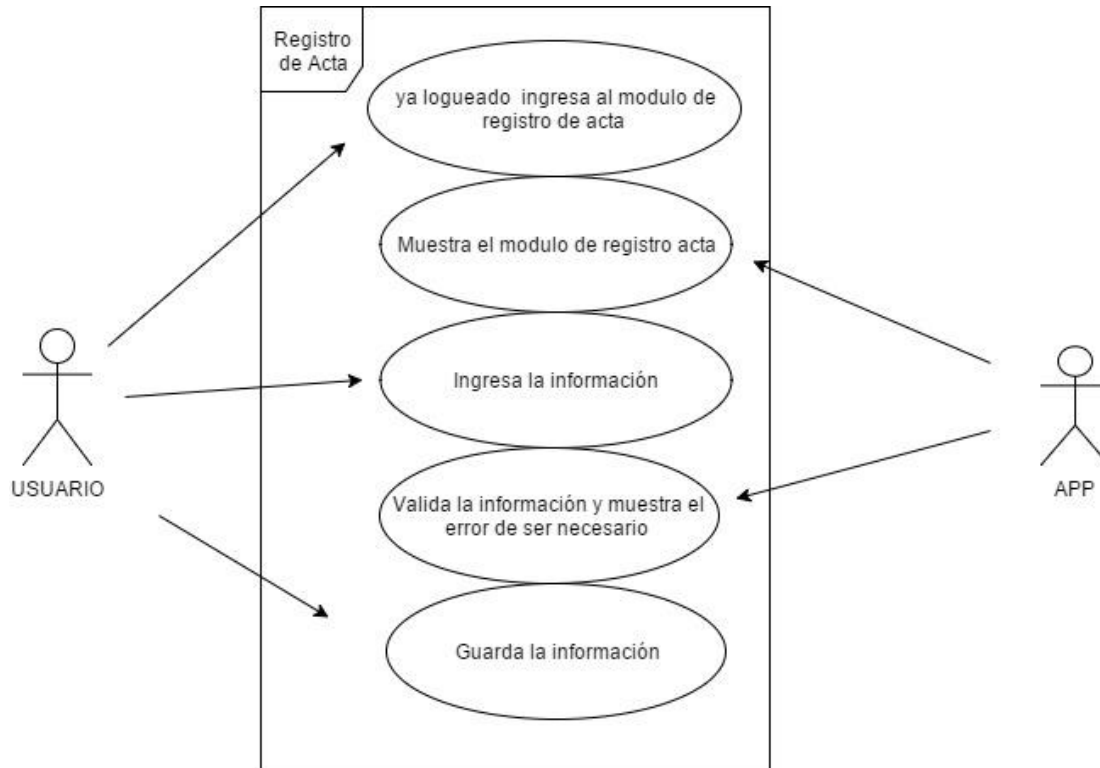 Registro
de Acta
ya logueado ingresa al modulo de
registro de acta
Muestra el modulo de registro acta
Ingresa la información
USUARIO
APP
Valida la información y muestra el
error de ser necesario
Guarda la información